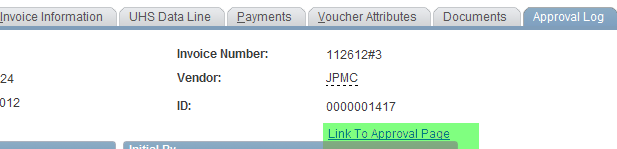 Invoice Information UHS Data Line Payments Voucher Attributes Documents Approval Log
Invoice Number: 112612#3
24 Vendor: JPMC
012 ID: 0000001417
Link To Approval Page
Initial By